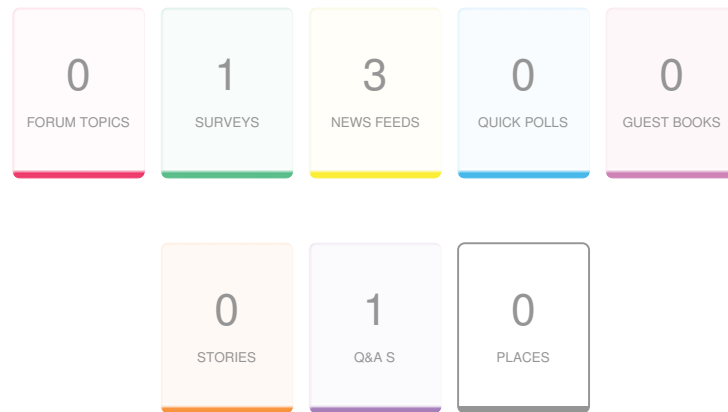 0 1 3 0 0
FORUM TOPICS SURVEYS NEWS FEEDS QUICK POLLS GUEST BOOKS
0 1 0
STORIES Q&A S PLACES